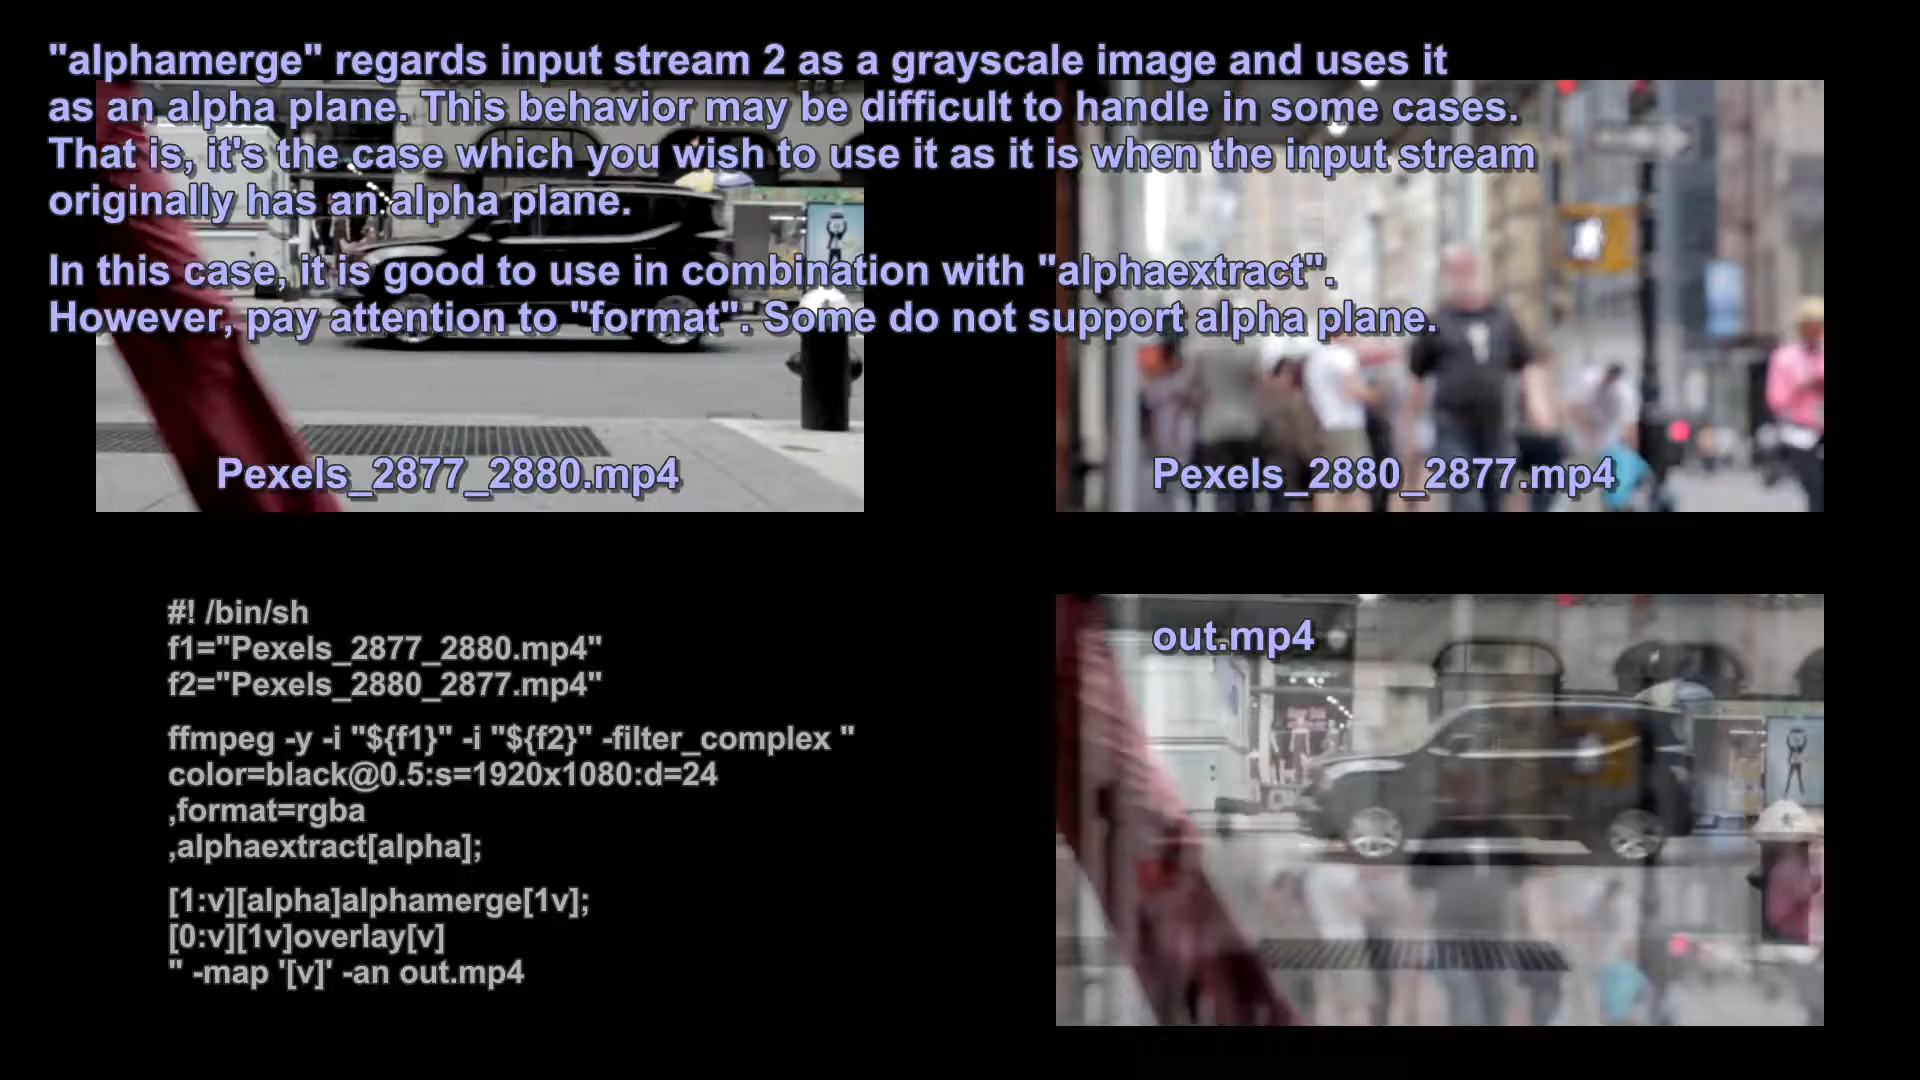 "alphamerge" regards input stream 2 as a grayscale image and uses it
as an alpha plane. This behavior may be difficult to handle in some cases.
That is, it's the case which you wish to use it as it is when the input stream
originally has an alpha plane.
In this case, it is good to use in combination with "alphaextract".
However, pay attention to "format". Some do not support alpha plane.
Pexels_2877_2880.mp4
Pexels_2880_2877.mp4
#! /bin/sh
f1="Pexels_2877_2880.mp4"
f2="Pexels_2880_2877.mp4"
ffmpeg -y -i "${f1}" -i "${f2}" -filter_complex "
color=black@0.5:s=1920x1080:d=24
,format=rgba
,alphaextract[alpha];
[1:v][alpha]alphamerge[1v];
[0:v][1v]overlay[v]
" -map '[v]' -an out.mp4
out.mp4